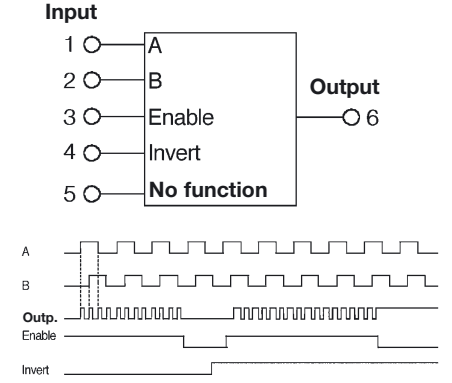 Input
1 A
2 B
3 Enable
4 Invert
5 No function
Output
6
A
B
Outp.
Enable
Invert